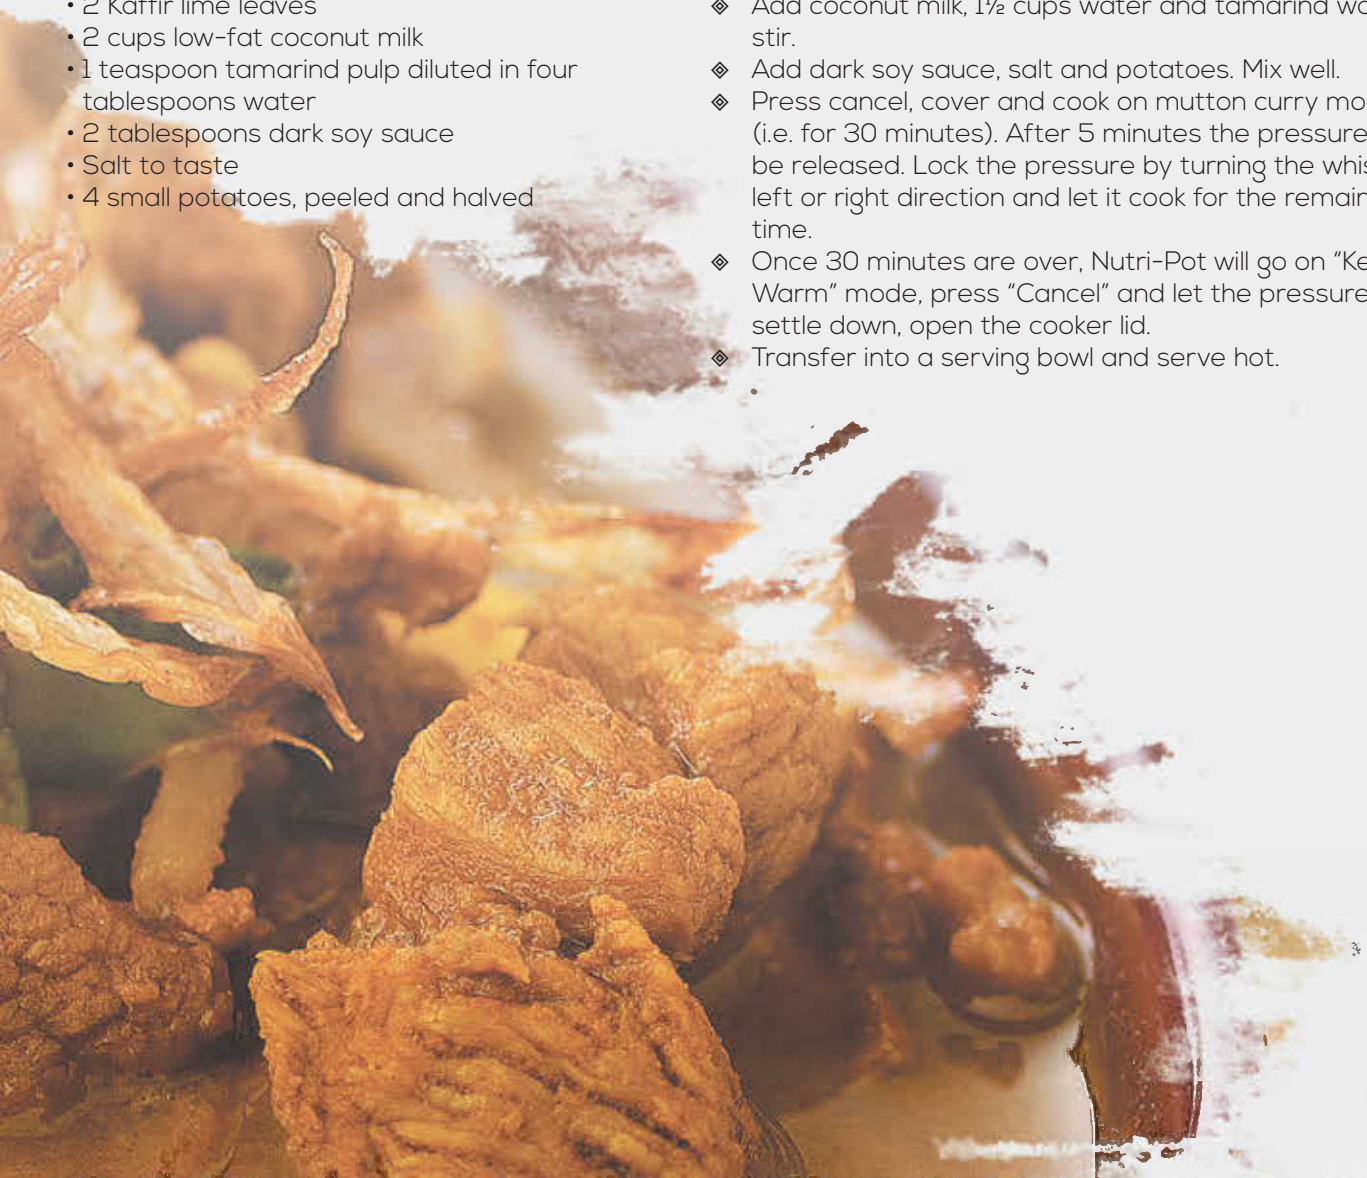 • 2 Kaffir lime leaves
• 2 cups low-fat coconut milk
• 1 teaspoon tamarind pulp diluted in four
tablespoons water
• 2 tablespoons dark soy sauce
• Salt to taste
• 4 small potatoes, peeled and halved
Add coconut milk, 1½ cups water and tamarind
stir.
Add dark soy sauce, salt and potatoes. Mix well.
Press cancel, cover and cook on mutton curry
(i.e. for 30 minutes). After 5 minutes the pressure
be released. Lock the pressure by turning the
left or right direction and let it cook for the
time.
Once 30 minutes are over, Nutri-Pot will go on “
Warm” mode, press “Cancel” and let the pressure
settle down, open the cooker lid.
Transfer into a serving bowl and serve hot.